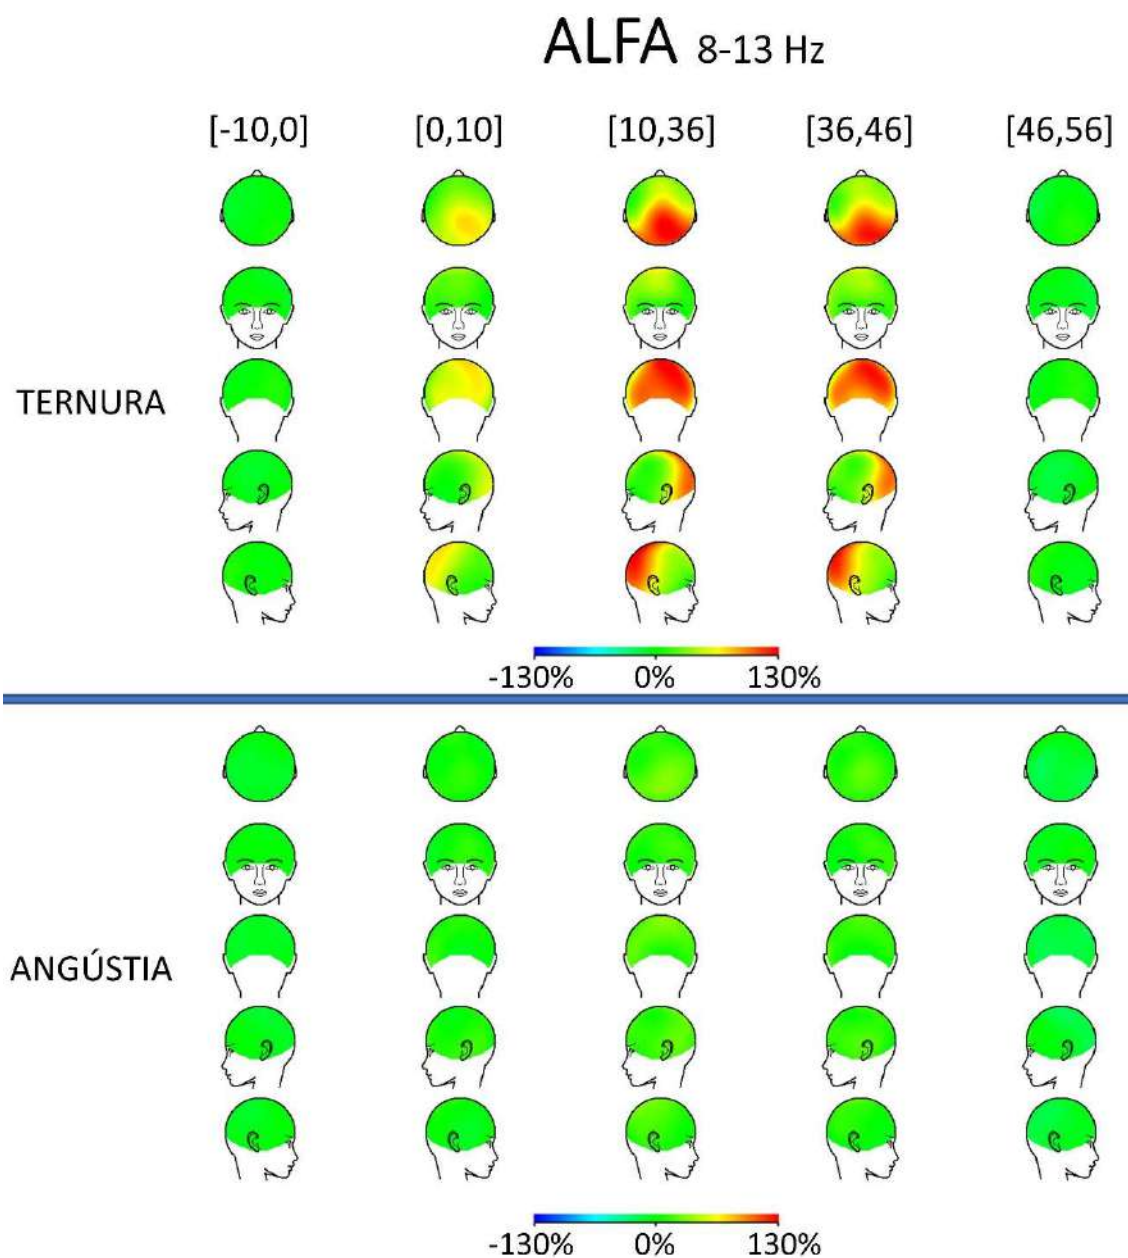 ALFA 8-13 Hz
[-10,0] [0,10] [10,36] [36,46] [46,56]
TERNURA
-130% 0% 130%
ANGÚSTIA
-130% 0% 130%